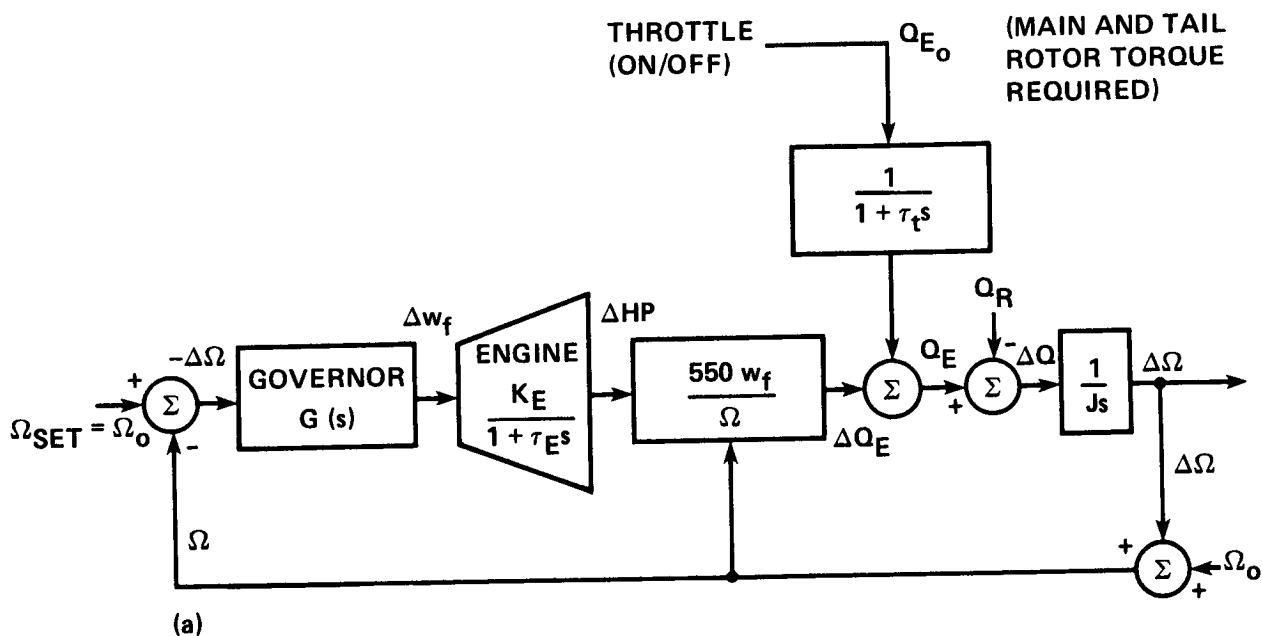 THROTTLE
(ON/OFF)
Q_E_o
(MAIN AND TAIL
ROTOR TORQUE
REQUIRED)
1
1 + τ_t s
Q_R
Δw_f
ΔHP
-ΔΩ
GOVERNOR
G (s)
ENGINE
K_E
1 + τ_E s
550 w_f
Ω
ΔQ_E
Σ
Q_E
+
Σ
-
ΔQ
1
Js
ΔΩ
+
Σ
-
Ω_SET = Ω_o
Ω
ΔΩ
+
Σ
+
Ω_o
(a)